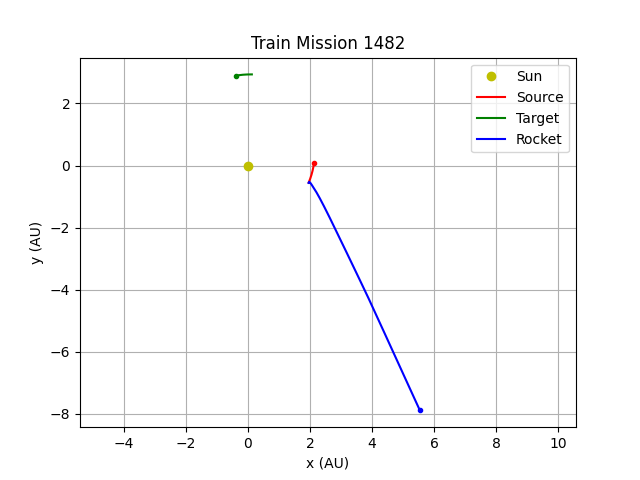 Train Mission 1482
Sun
Source
Target
Rocket
y (AU)
2
0
−2
−4
−6
−8
−4
−2
0
2
4
6
8
10
x (AU)